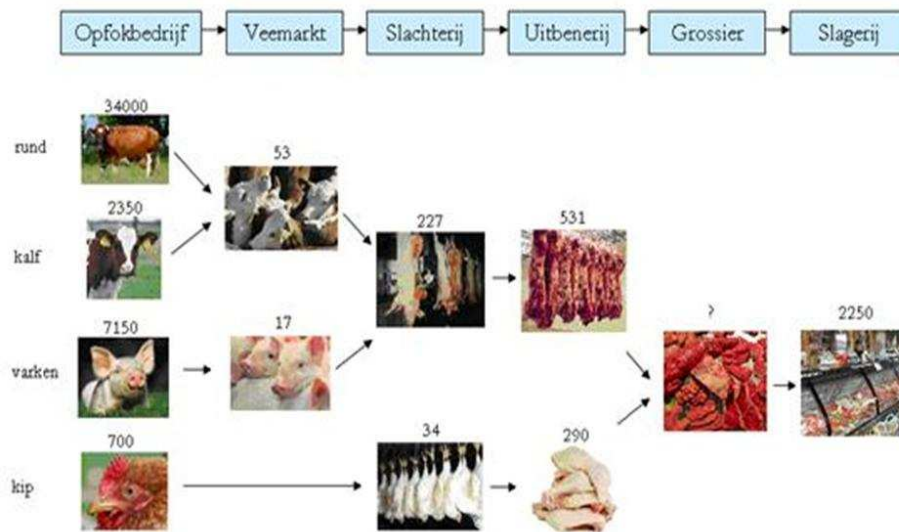 Opfokbedrijf Veemarkt Slachterij Uitbenerij Grossier Slagerij
34000
rund
53
2350
227
531
kalf
7150
17
?
2250
varken
700
34
290
kip